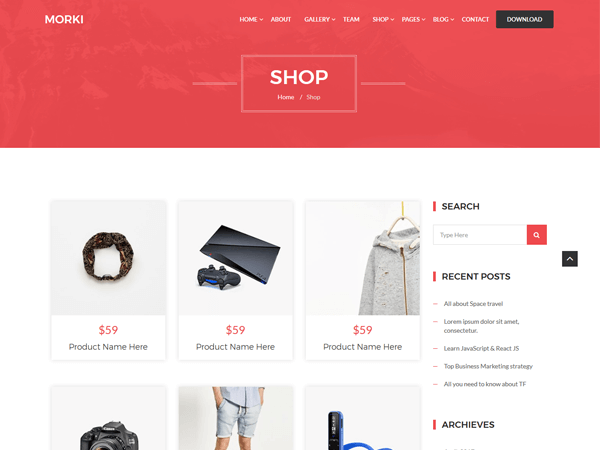 MORKI
HOME ABOUT GALLERY TEAM SHOP PAGES BLOG CONTACT DOWNLOAD
SHOP
Home / Shop
SEARCH
Type Here
RECENT POSTS
All about Space travel
Lorem ipsum dolor sit amet,
consectetur.
Learn JavaScript & React JS
Top Business Marketing strategy
All you need to know about TF
$59 $59 $59
Product Name Here Product Name Here Product Name Here
ARCHIEVES